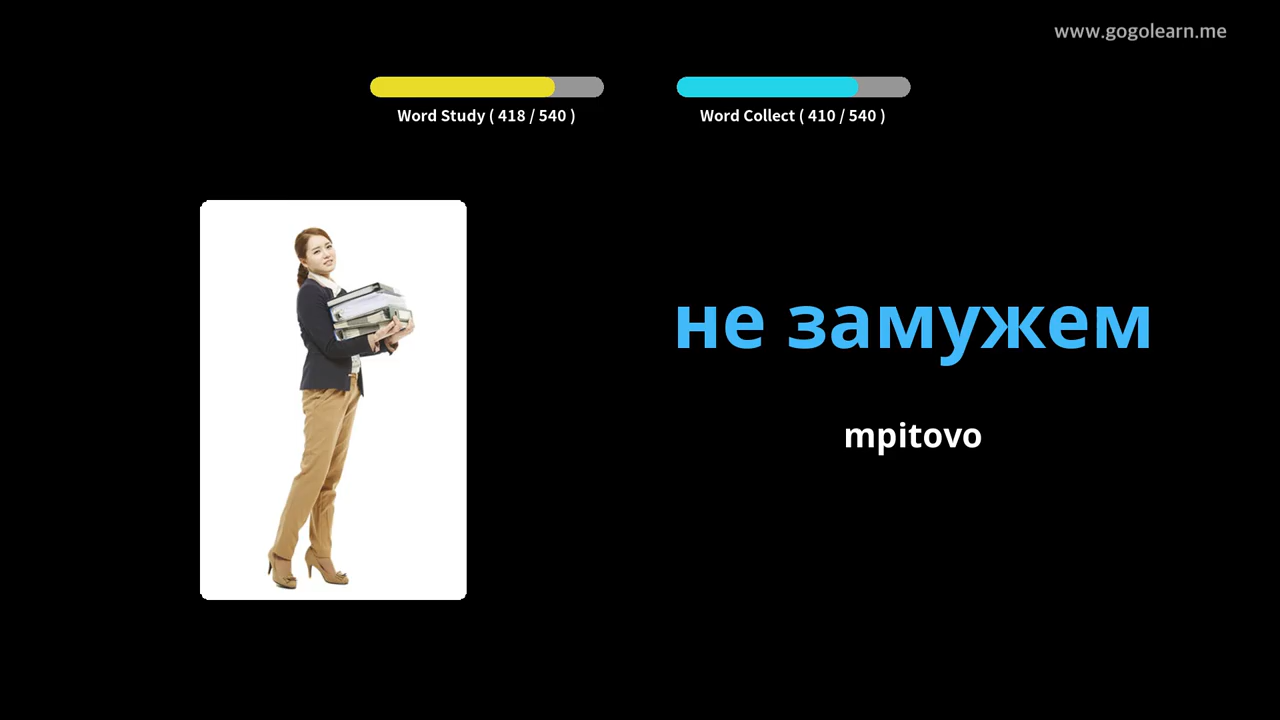 www.gogolearn.me
Word Study ( 418 / 540 )
Word Collect ( 410 / 540 )
не замужем
mpitovo